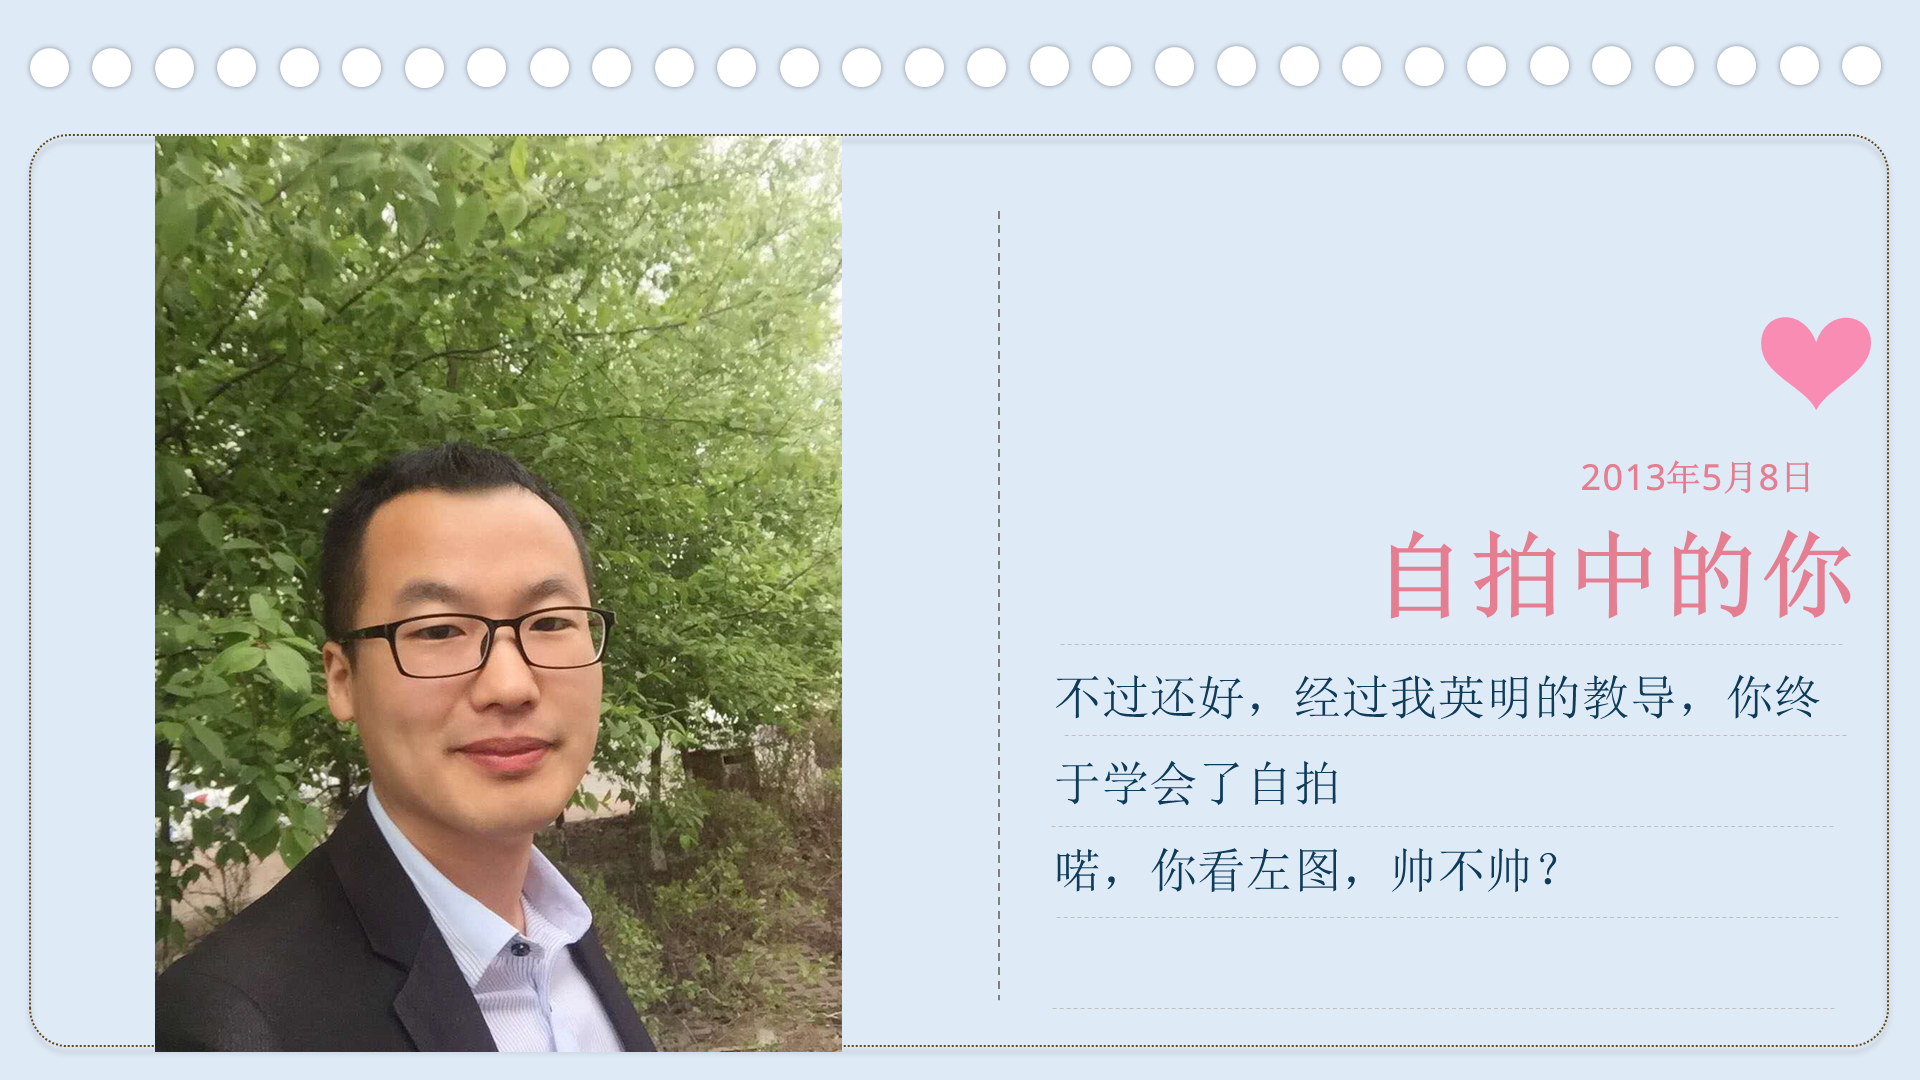 2013年5月8日
自拍中的你
不过还好，经过我英明的教导，你终
于学会了自拍
喏，你看左图，帅不帅？